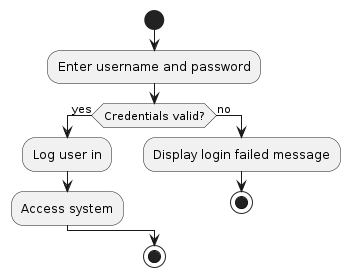 Enter username and password
Credentials valid?
yes
no
Log user in
Display login failed message
Access system